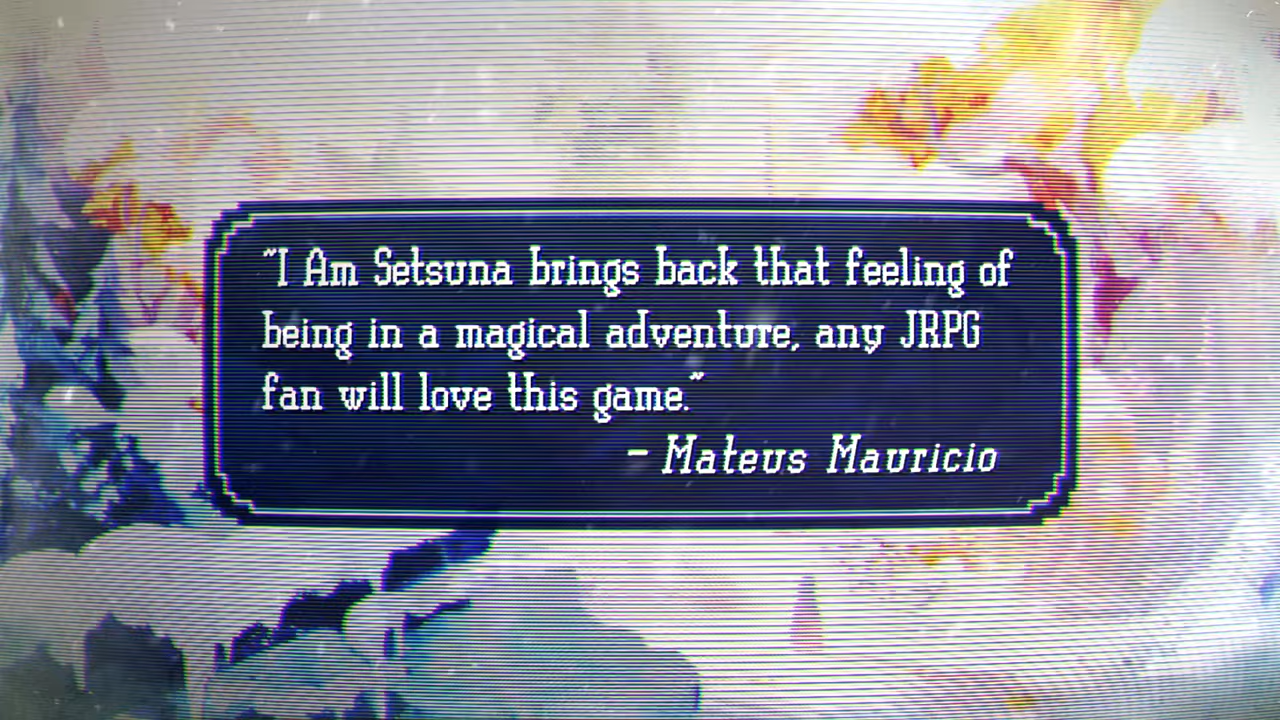 "I Am Setsuna brings back that feeling of
being in a magical adventure, any JRPG
fan will love this game."
- Mateus Mauricio